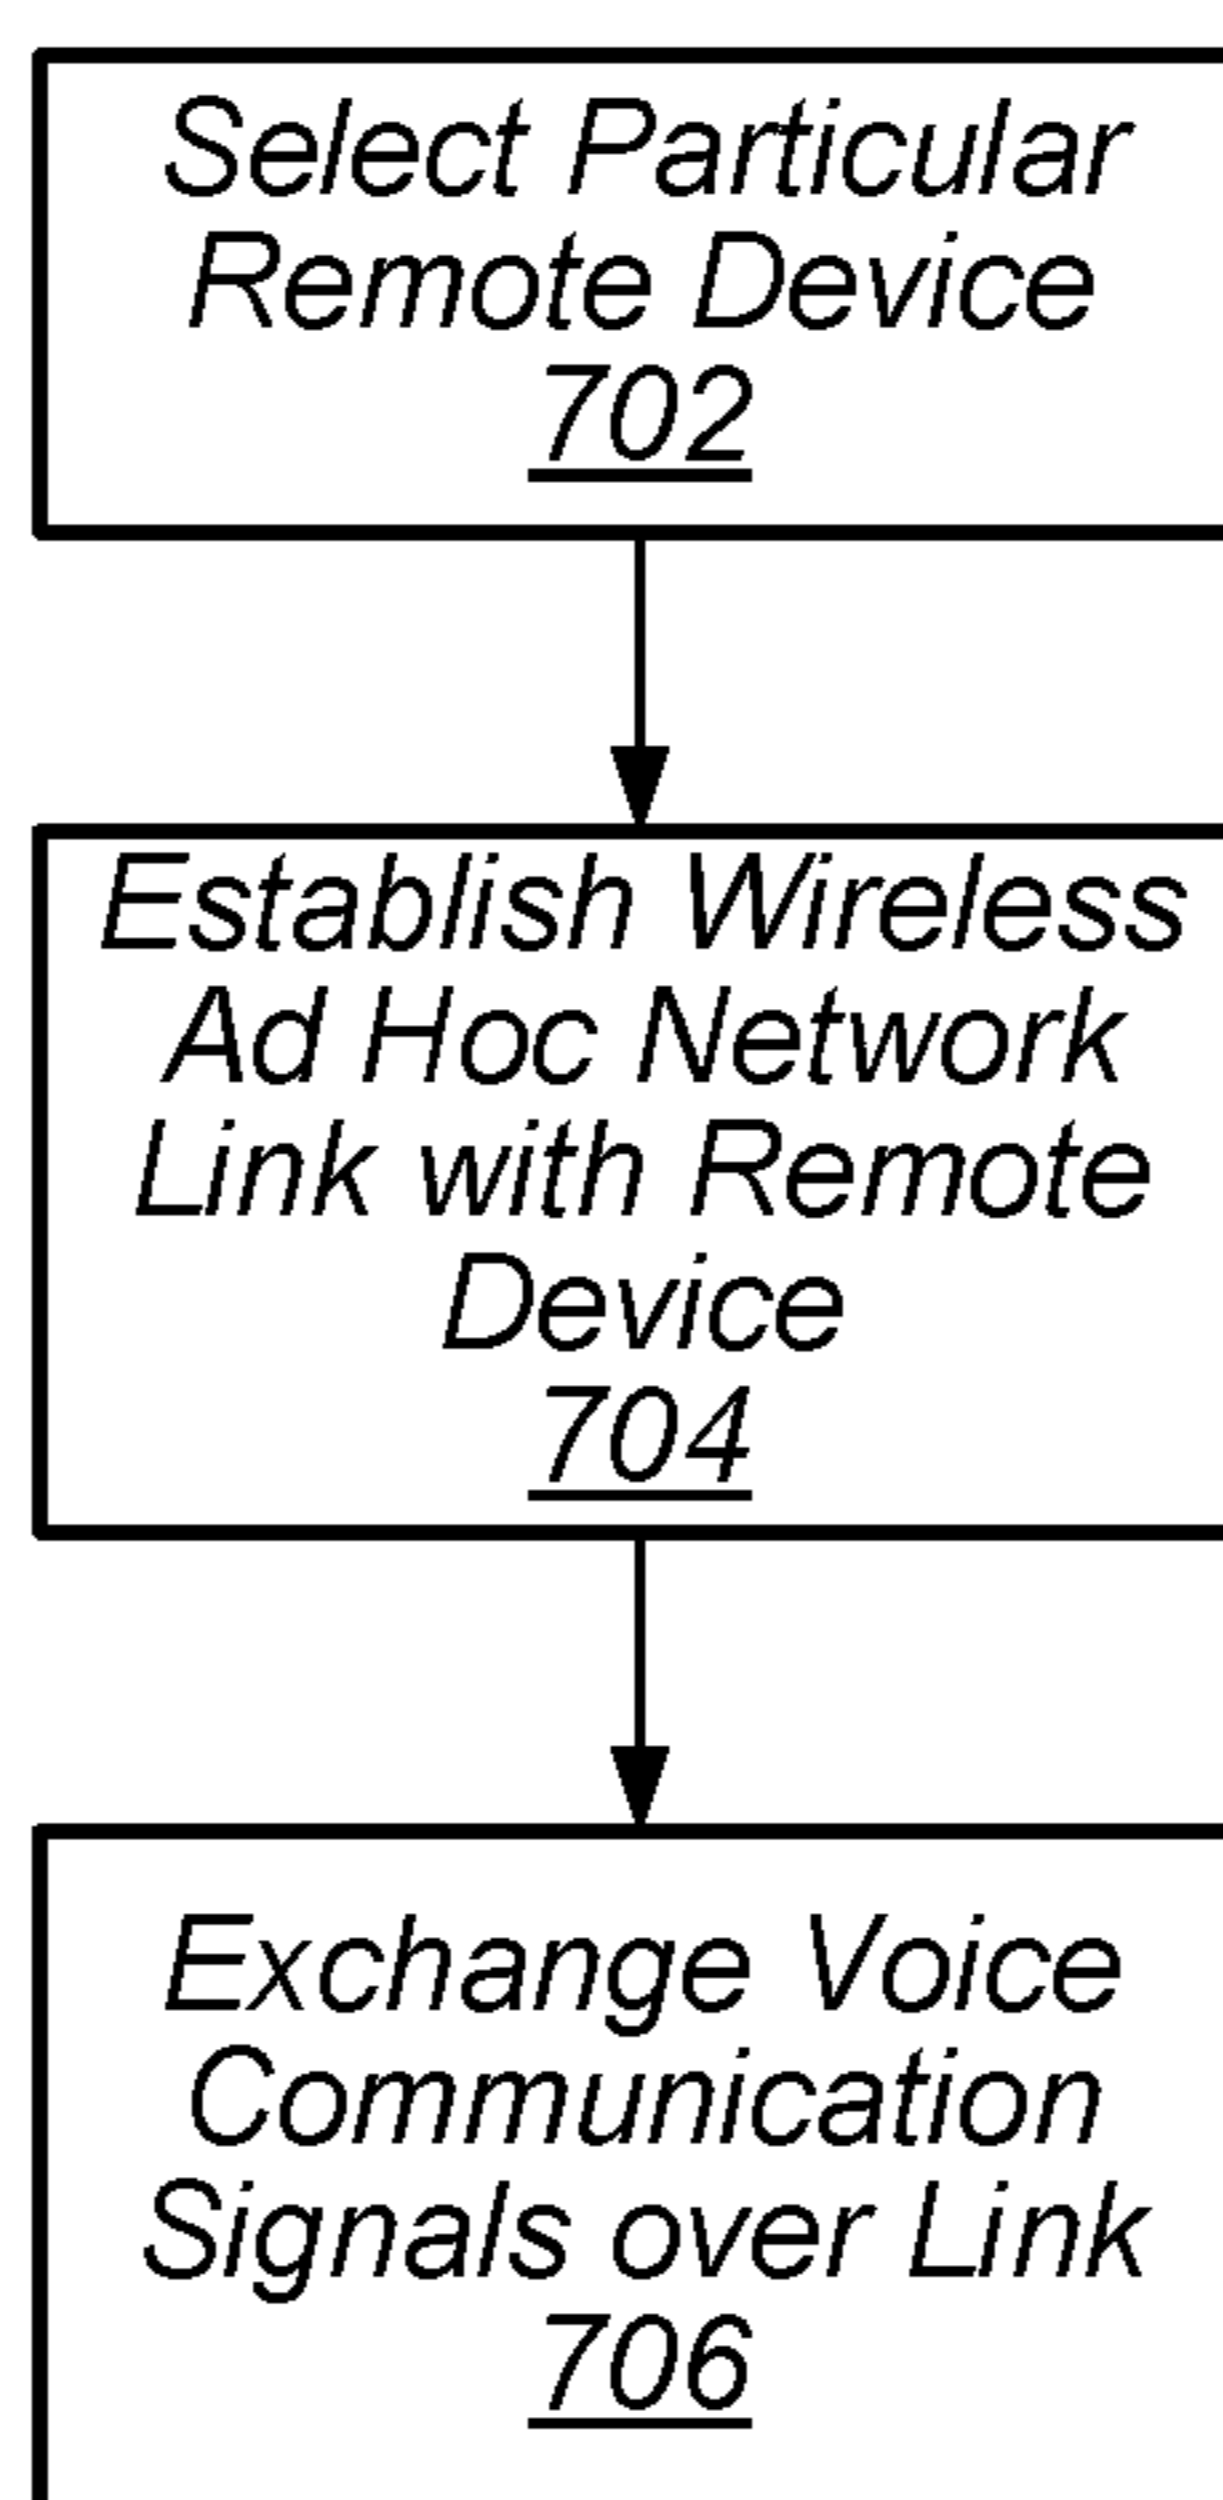 Select Particular
Remote Device
702
Establish Wireless
Ad Hoc Network
Link with Remote
Device
704
Exchange Voice
Communication
Signals over Link
706